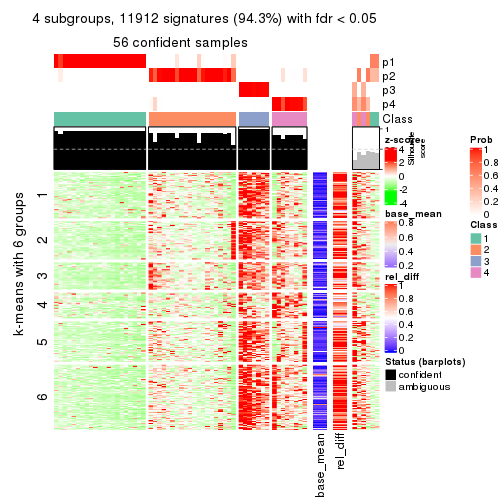 4 subgroups, 11912 signatures (94.3%) with fdr < 0.05
56 confident samples
p1
p2
p3
p4
Class
1
Silhouette
score
k-means with 6 groups
1
2
3
4
5
6
base_mean
rel_diff
z-score
4
2
0
-2
-4
base_mean
0.8
0.6
0.4
0.2
rel_diff
1
0.8
0.6
0.4
0.2
0
Status (barplots)
confident
ambiguous
Prob
1
0.8
0.6
0.4
0.2
0
Class
1
2
3
4